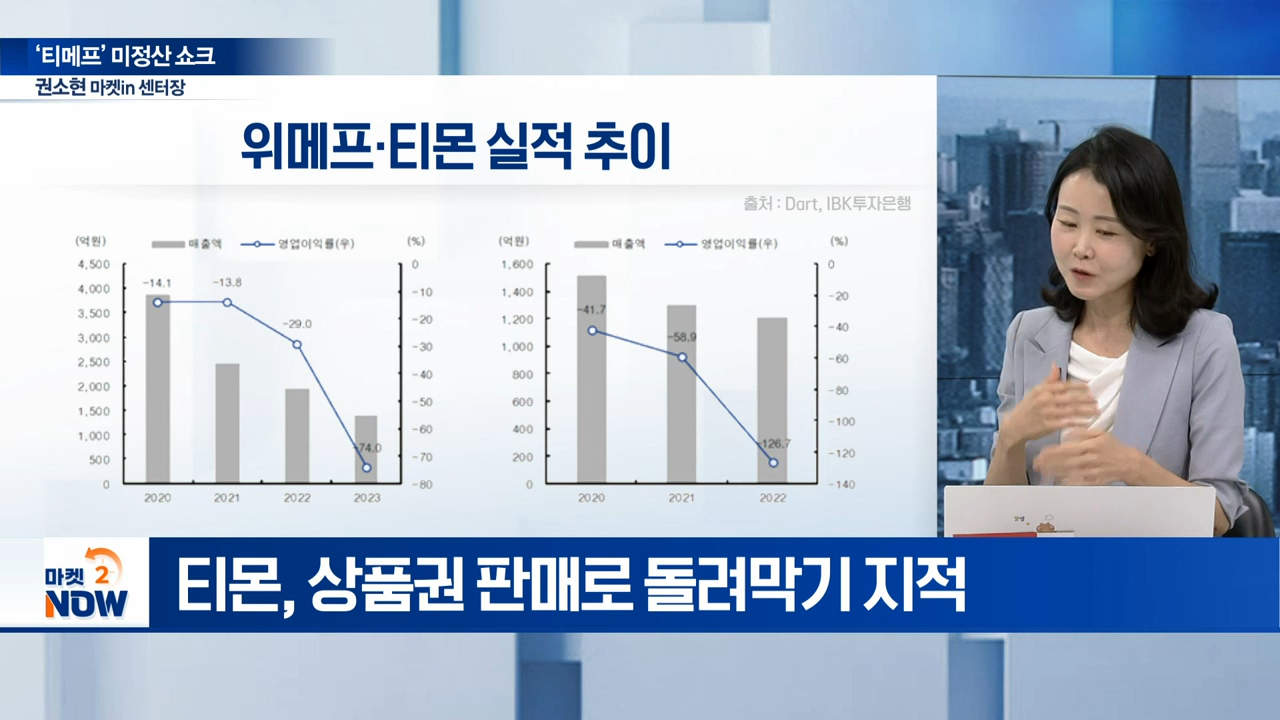 ‘티메프’ 미정산 쇼크
권소현 마켓in 센터장
위메프·티몬 실적 추이
출처 : Dart, IBK투자은행
(억원) 매출액 영업이익률(우) (%)
4,500 0
4,000 -10
3,500 -20
3,000 -30
2,500 -40
2,000 -50
1,500 -60
1,000 -70
500 -80
0
-14.1 -13.8 -29.0 -74.0
2020 2021 2022 2023
(억원) 매출액 영업이익률(우) (%)
1,600 0
1,400 -20
1,200 -40
1,000 -60
800 -80
600 -100
400 -120
200 -140
0
-41.7 -58.9 -126.7
2020 2021 2022
마켓 2
NOW
티몬, 상품권 판매로 돌려막기 지적